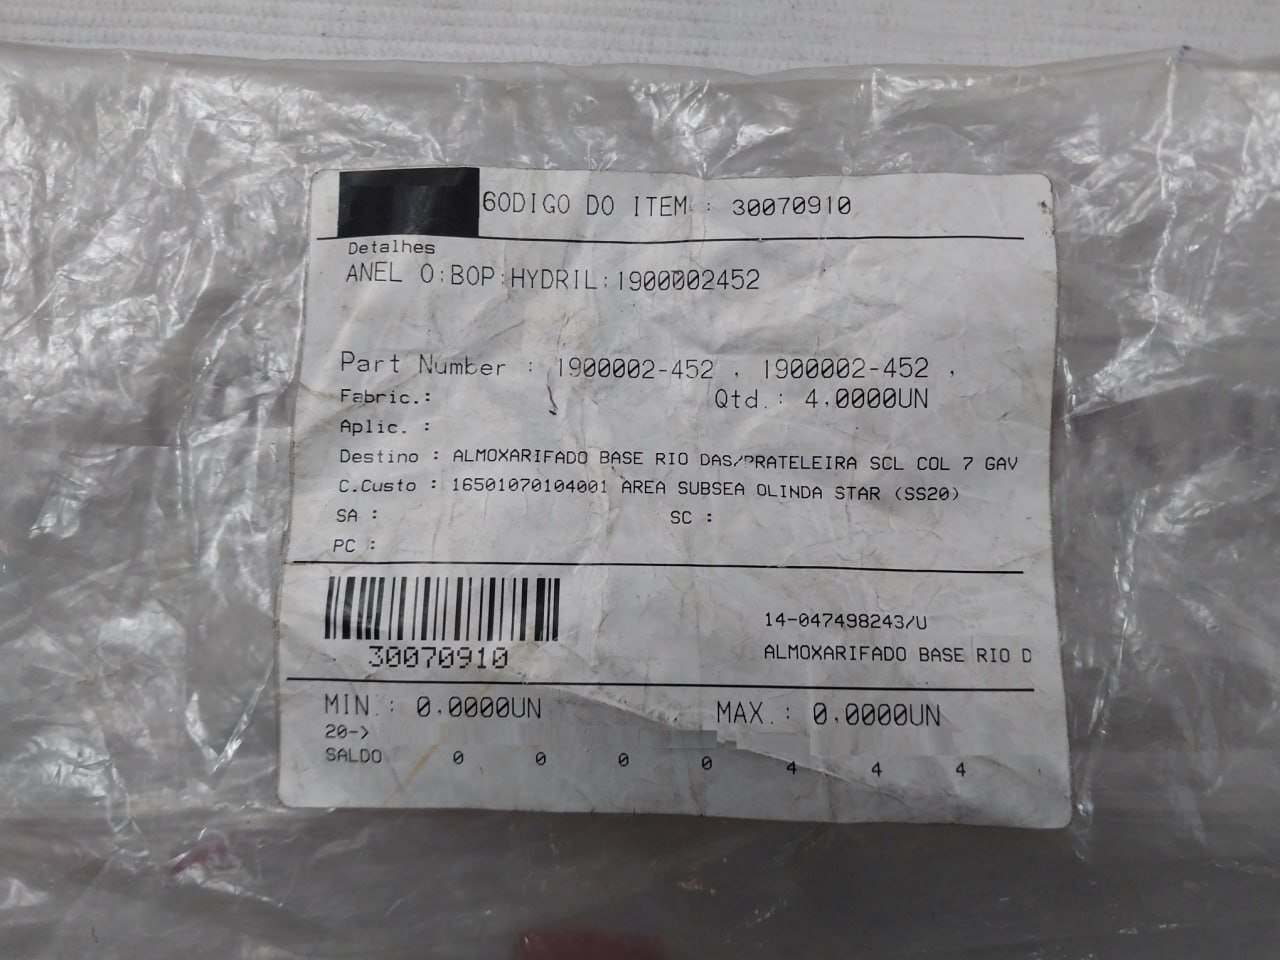 6ODIGO DO ITEM : 30070910
Detalhes
ANEL O:BOP:HYDRIL:1900002452
Part Number : 1900002-452 , 1900002-452 ,
Fabric.:
Qtd.: 4.0000UN
Aplic. :
Destino : ALMOXARIFADO BASE RIO DAS/PRATELEIRA SCL COL 7 GAV
C.Custo : 16501070104001 AREA SUBSEA OLINDA STAR (SS20)
SA :
SC :
PC :
14-047498243/U
30070910
ALMOXARIFADO BASE RIO D
MIN.: 0.0000UN
MAX.: 0.0000UN
20->
SALDO 0 0 0 0 4 4 4